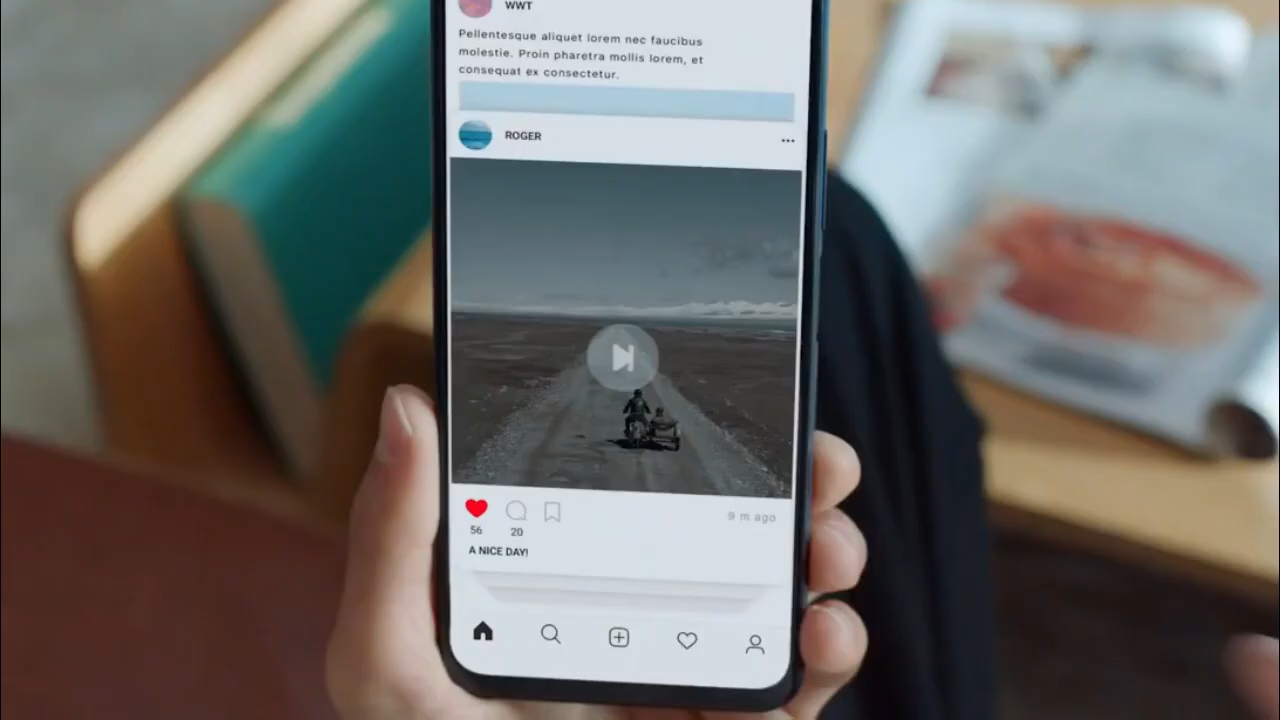 WWT
Pellentesque aliquet lorem nec faucibus
molestie. Proin pharetra mollis lorem, et
consequat ex consectetur.
ROGER
9 m ago
56
20
A NICE DAY!